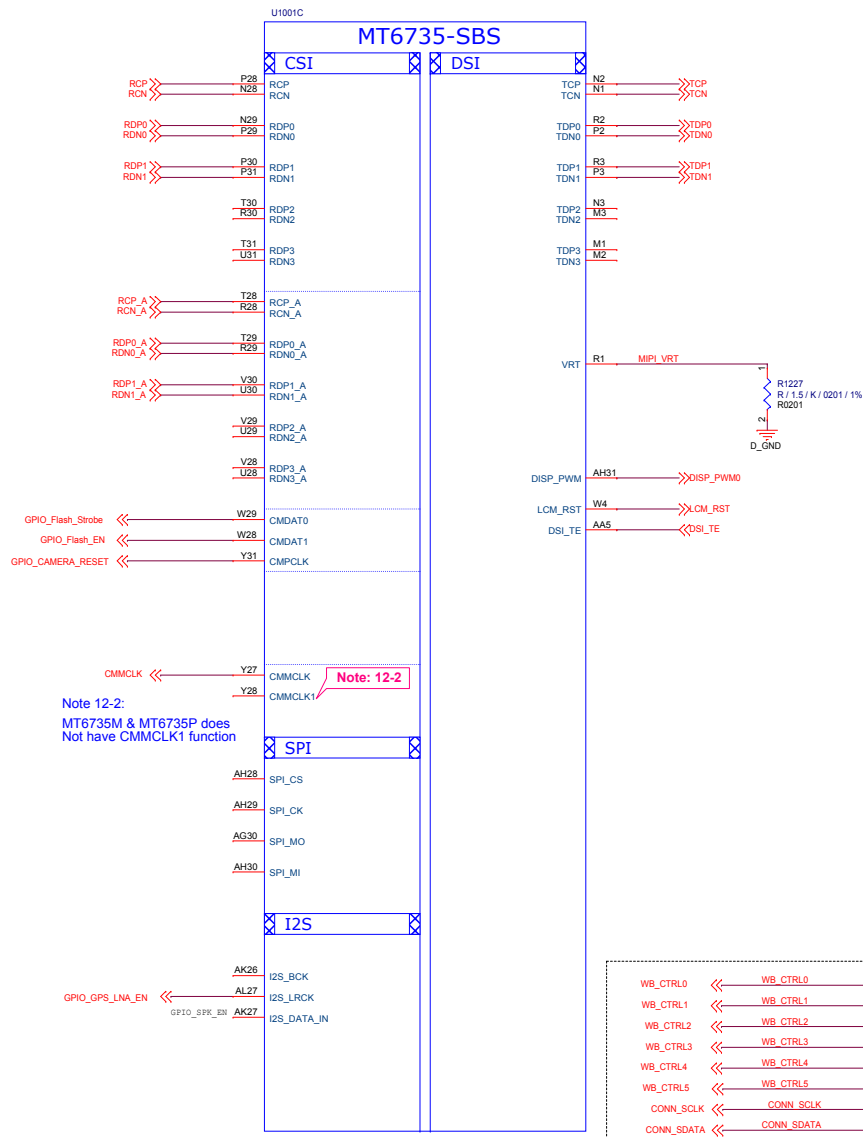 U1001C
MT6735-SBS
CSI
DSI
RCP P28 RCP
RCN N28 RCN
RDP0 N29 RDP0
RDN0 P29 RDN0
RDP1 P30 RDP1
RDN1 P31 RDN1
T30 RDP2
R30 RDN2
T31 RDP3
U31 RDN3
RCP_A T28 RCP_A
RCN_A R28 RCN_A
RDP0_A T29 RDP0_A
RDN0_A R29 RDN0_A
RDP1_A V30 RDP1_A
RDN1_A U30 RDN1_A
V29 RDP2_A
U29 RDN2_A
V28 RDP3_A
U28 RDN3_A
GPIO_Flash_Strobe W29 CMDAT0
GPIO_Flash_EN W28 CMDAT1
GPIO_CAMERA_RESET Y31 CMPCLK
CMMCLK Y27 CMMCLK
Y28 CMMCLK1
Note: 12-2
Note 12-2:
MT6735M & MT6735P does
Not have CMMCLK1 function
SPI
AH28 SPI_CS
AH29 SPI_CK
AG30 SPI_MO
AH30 SPI_MI
I2S
AK26 I2S_BCK
GPIO_GPS_LNA_EN AL27 I2S_LRCK
GPIO_SPK_EN AK27 I2S_DATA_IN
TCP N2 TCP
TCN N1 TCN
TDP0 R2 TDP0
TDN0 P2 TDN0
TDP1 R3 TDP1
TDN1 P3 TDN1
TDP2 N3
TDN2 M3
TDP3 M1
TDN3 M2
VRT R1 MIPI_VRT
1
R1227
R / 1.5 / K / 0201 / 1%
R0201
2
D_GND
DISP_PWM AH31 DISP_PWM0
LCM_RST W4 LCM_RST
DSI_TE AA5 DSI_TE
WB_CTRL0 WB_CTRL0
WB_CTRL1 WB_CTRL1
WB_CTRL2 WB_CTRL2
WB_CTRL3 WB_CTRL3
WB_CTRL4 WB_CTRL4
WB_CTRL5 WB_CTRL5
CONN_SCLK CONN_SCLK
CONN_SDATA CONN_SDATA